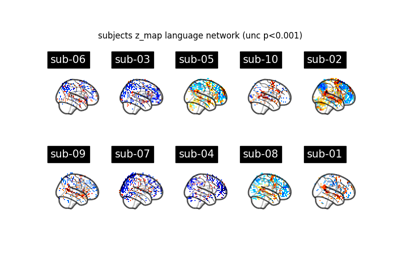 subjects z_map language network (unc p<0.001)
sub-06 sub-03 sub-05 sub-10 sub-02
sub-09 sub-07 sub-04 sub-08 sub-01